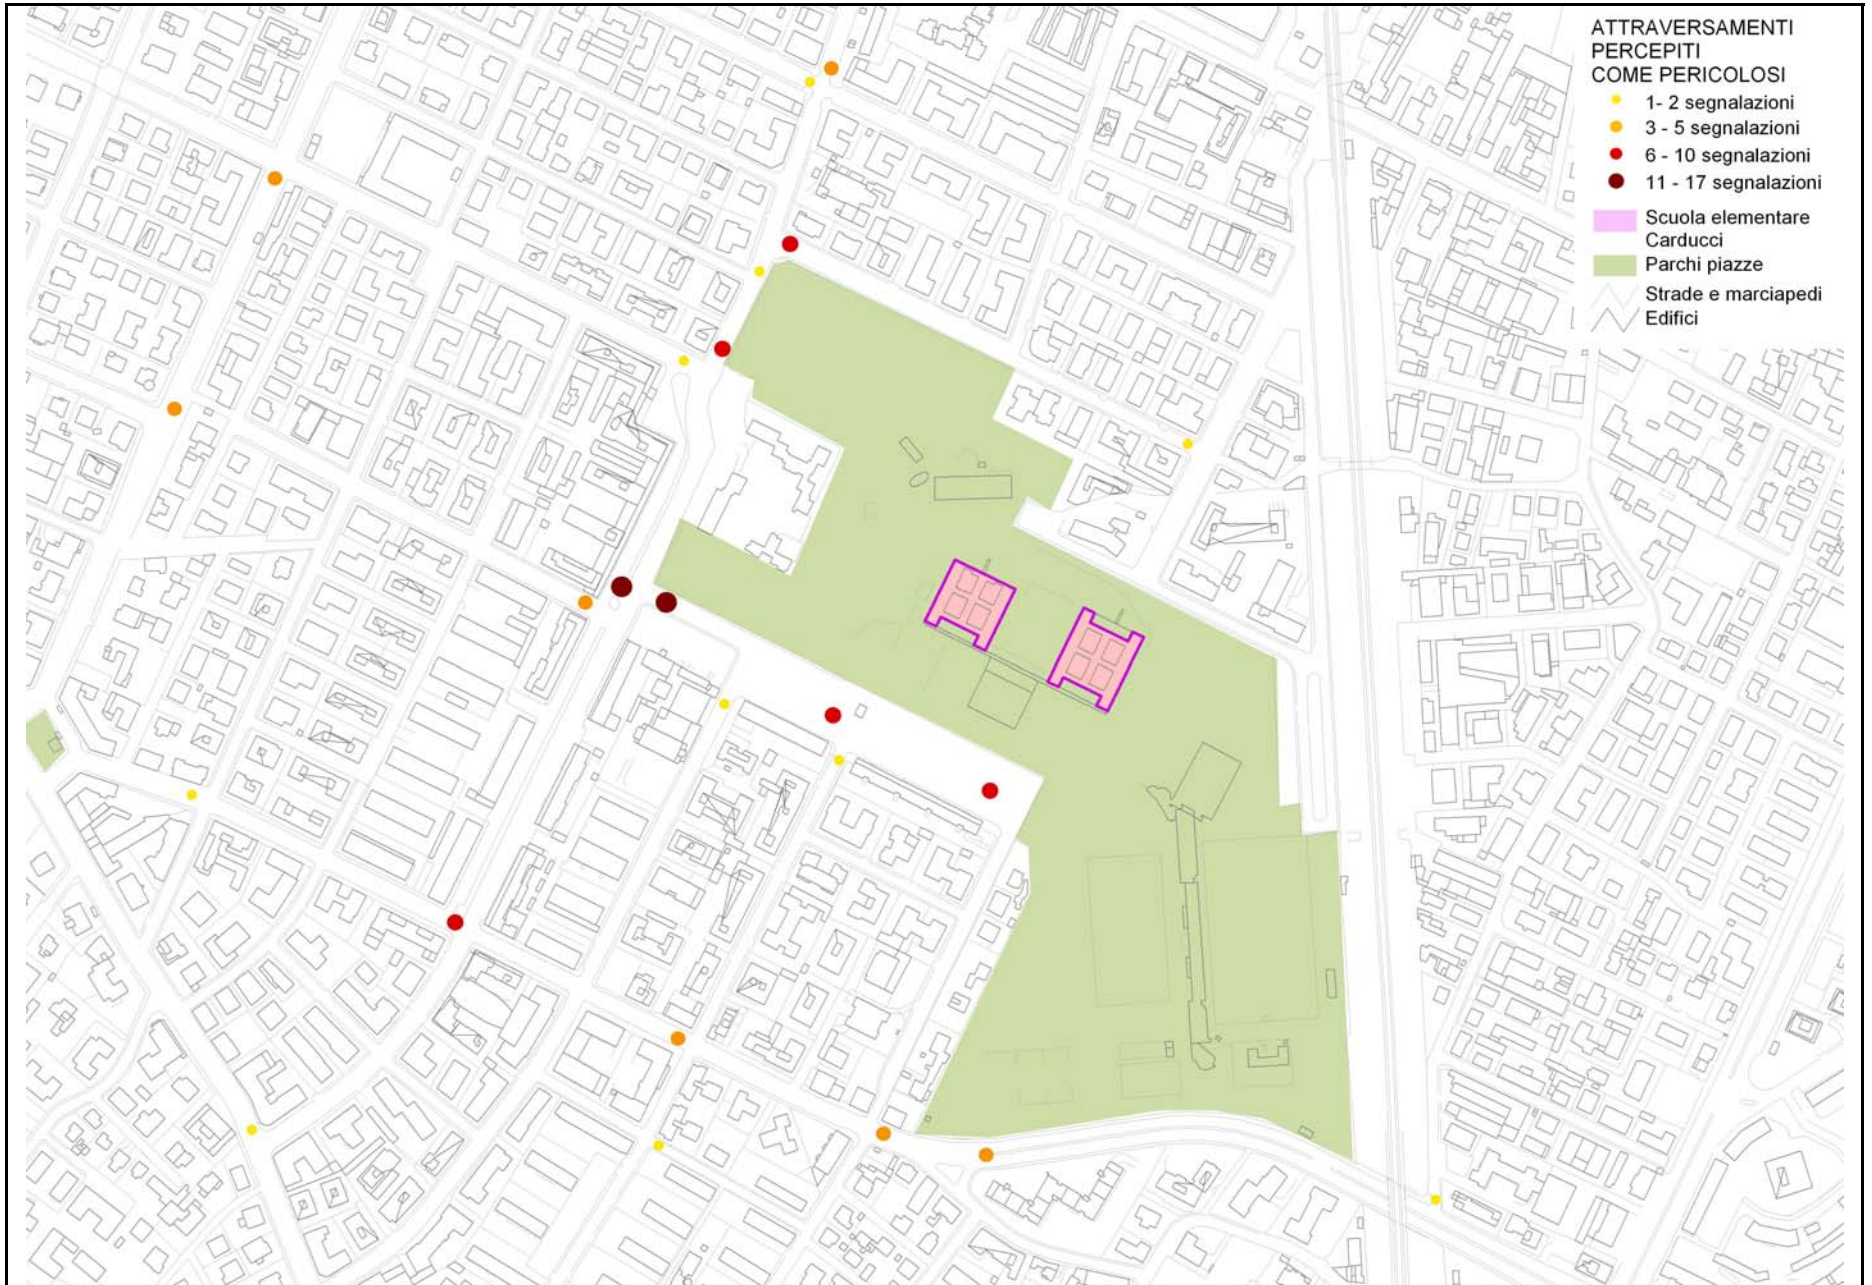 ATTRAVERSAMENTI
PERCEPITI
COME PERICOLOSI
1- 2 segnalazioni
3 - 5 segnalazioni
6 - 10 segnalazioni
11 - 17 segnalazioni
Scuola elementare
Carducci
Parchi piazze
Strade e marciapedi
Edifici